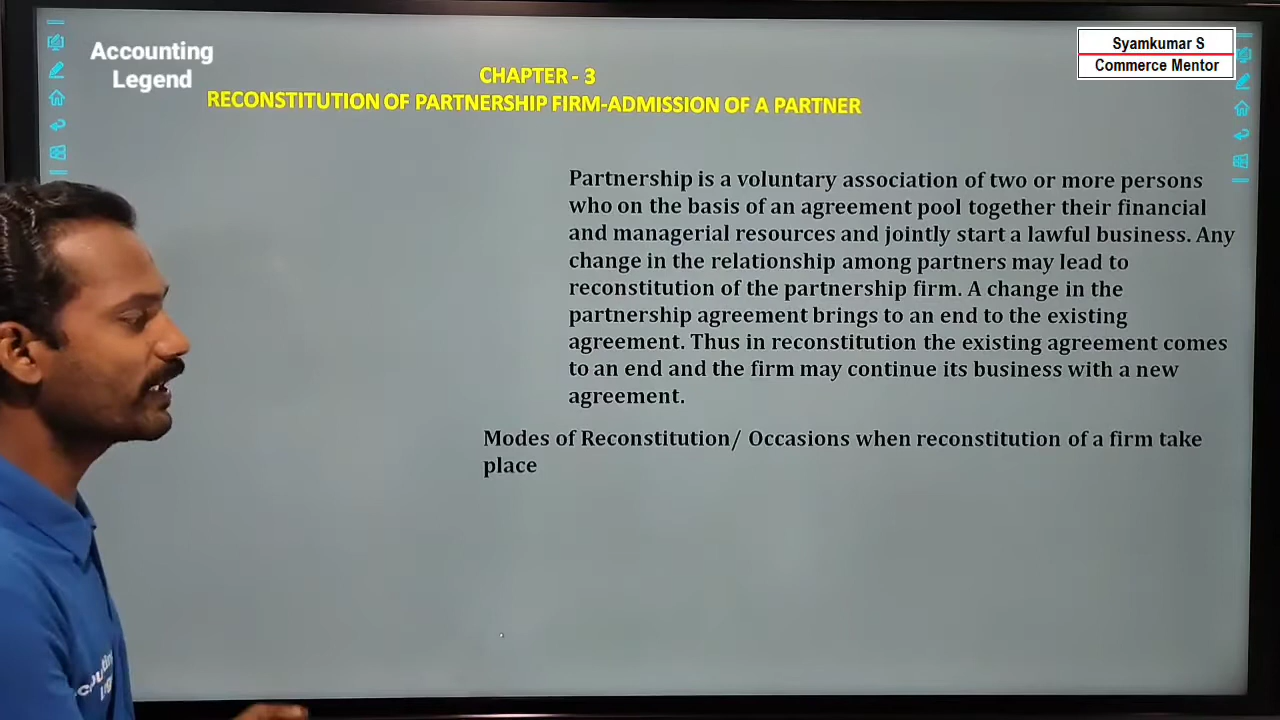 Accounting
Legend
Syamkumar S
Commerce Mentor
CHAPTER - 3
RECONSTITUTION OF PARTNERSHIP FIRM-ADMISSION OF A PARTNER
Partnership is a voluntary association of two or more persons
who on the basis of an agreement pool together their financial
and managerial resources and jointly start a lawful business. Any
change in the relationship among partners may lead to
reconstitution of the partnership firm. A change in the
partnership agreement brings to an end to the existing
agreement. Thus in reconstitution the existing agreement comes
to an end and the firm may continue its business with a new
agreement.
Modes of Reconstitution/ Occasions when reconstitution of a firm take
place